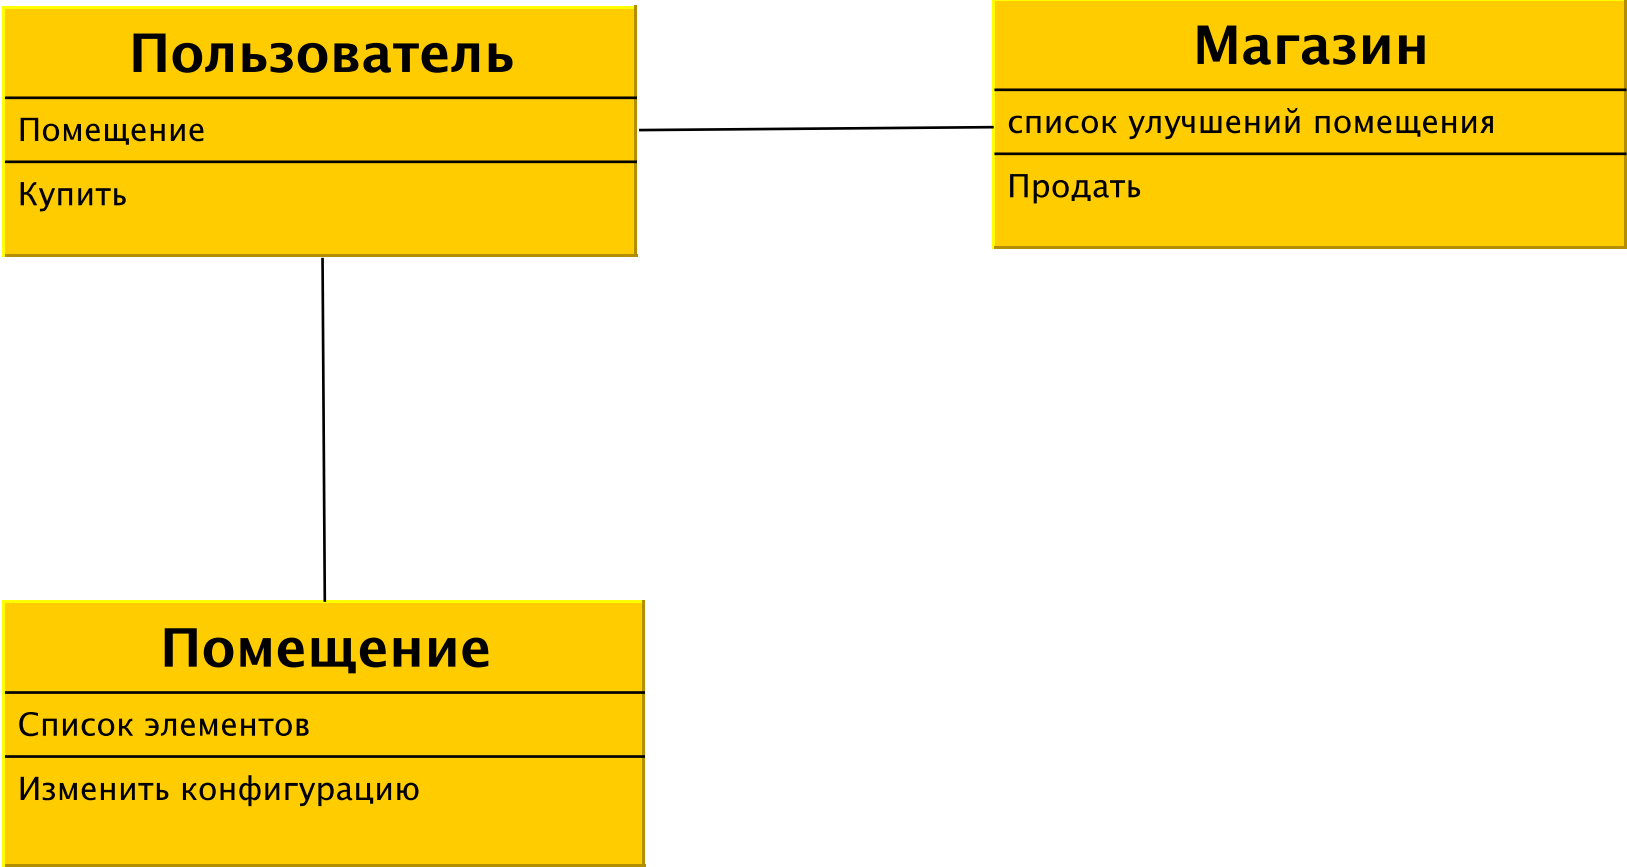 Пользователь
Помещение
Купить
Магазин
список улучшений помещения
Продать
Помещение
Список элементов
Изменить конфигурацию